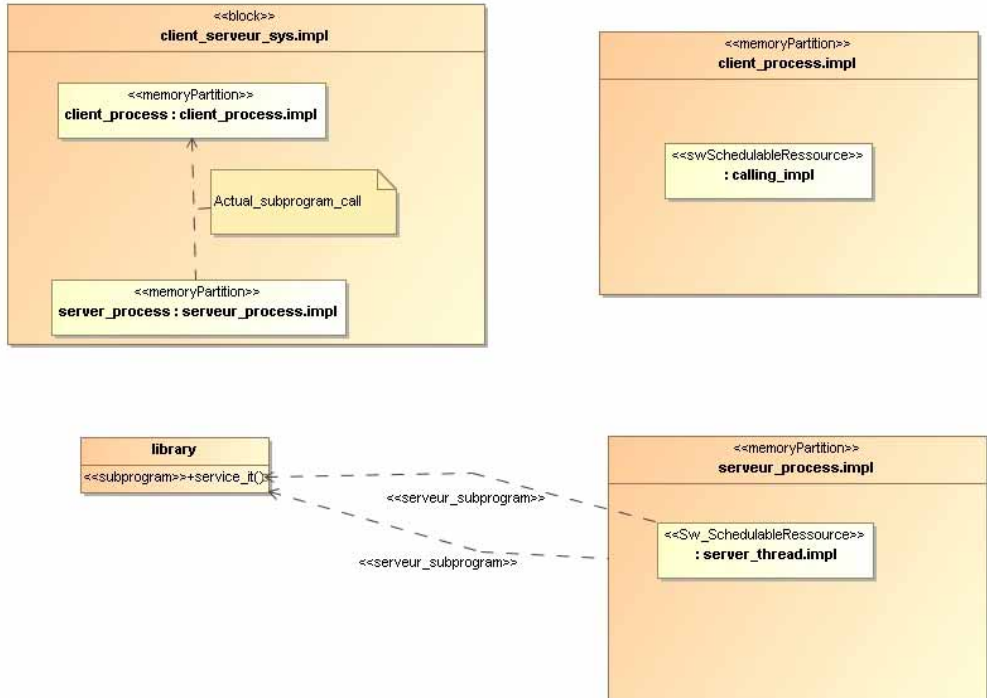 <<block>>
client_serveur_sys.impl
<<memoryPartition>>
client_process : client_process.impl
Actual_subprogram_call
<<memoryPartition>>
server_process : serveur_process.impl
<<memoryPartition>>
client_process.impl
<<swSchedulableRessource>>
: calling_impl
library
<<subprogram>>+service_it()
<<serveur_subprogram>>
<<serveur_subprogram>>
<<memoryPartition>>
serveur_process.impl
<<Sw_SchedulableRessource>>
: server_thread.impl